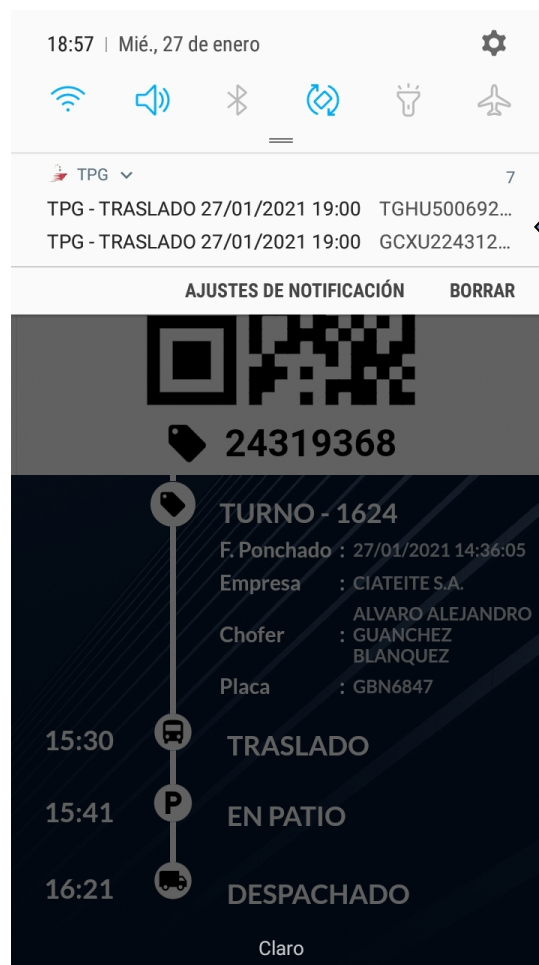 18:57 | Mié., 27 de enero
TPG
7
TPG - TRASLADO 27/01/2021 19:00 TGHU500692...
TPG - TRASLADO 27/01/2021 19:00 GCXU224312...
AJUSTES DE NOTIFICACIÓN BORRAR
24319368
TURNO - 1624
F. Ponchado : 27/01/2021 14:36:05
Empresa : CIATEITE S.A.
Chofer : ALVARO ALEJANDRO
GUANCHEZ
BLANQUEZ
Placa : GBN6847
15:30 TRASLADO
P
15:41 EN PATIO
16:21 DESPACHADO
Claro